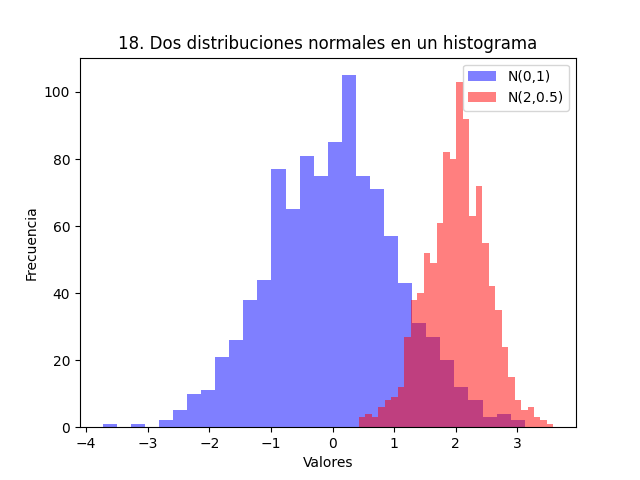 18. Dos distribuciones normales en un histograma
N(0,1)
N(2,0.5)
Frecuencia
100
80
60
40
20
0
−4 −3 −2 −1 0 1 2 3
Valores